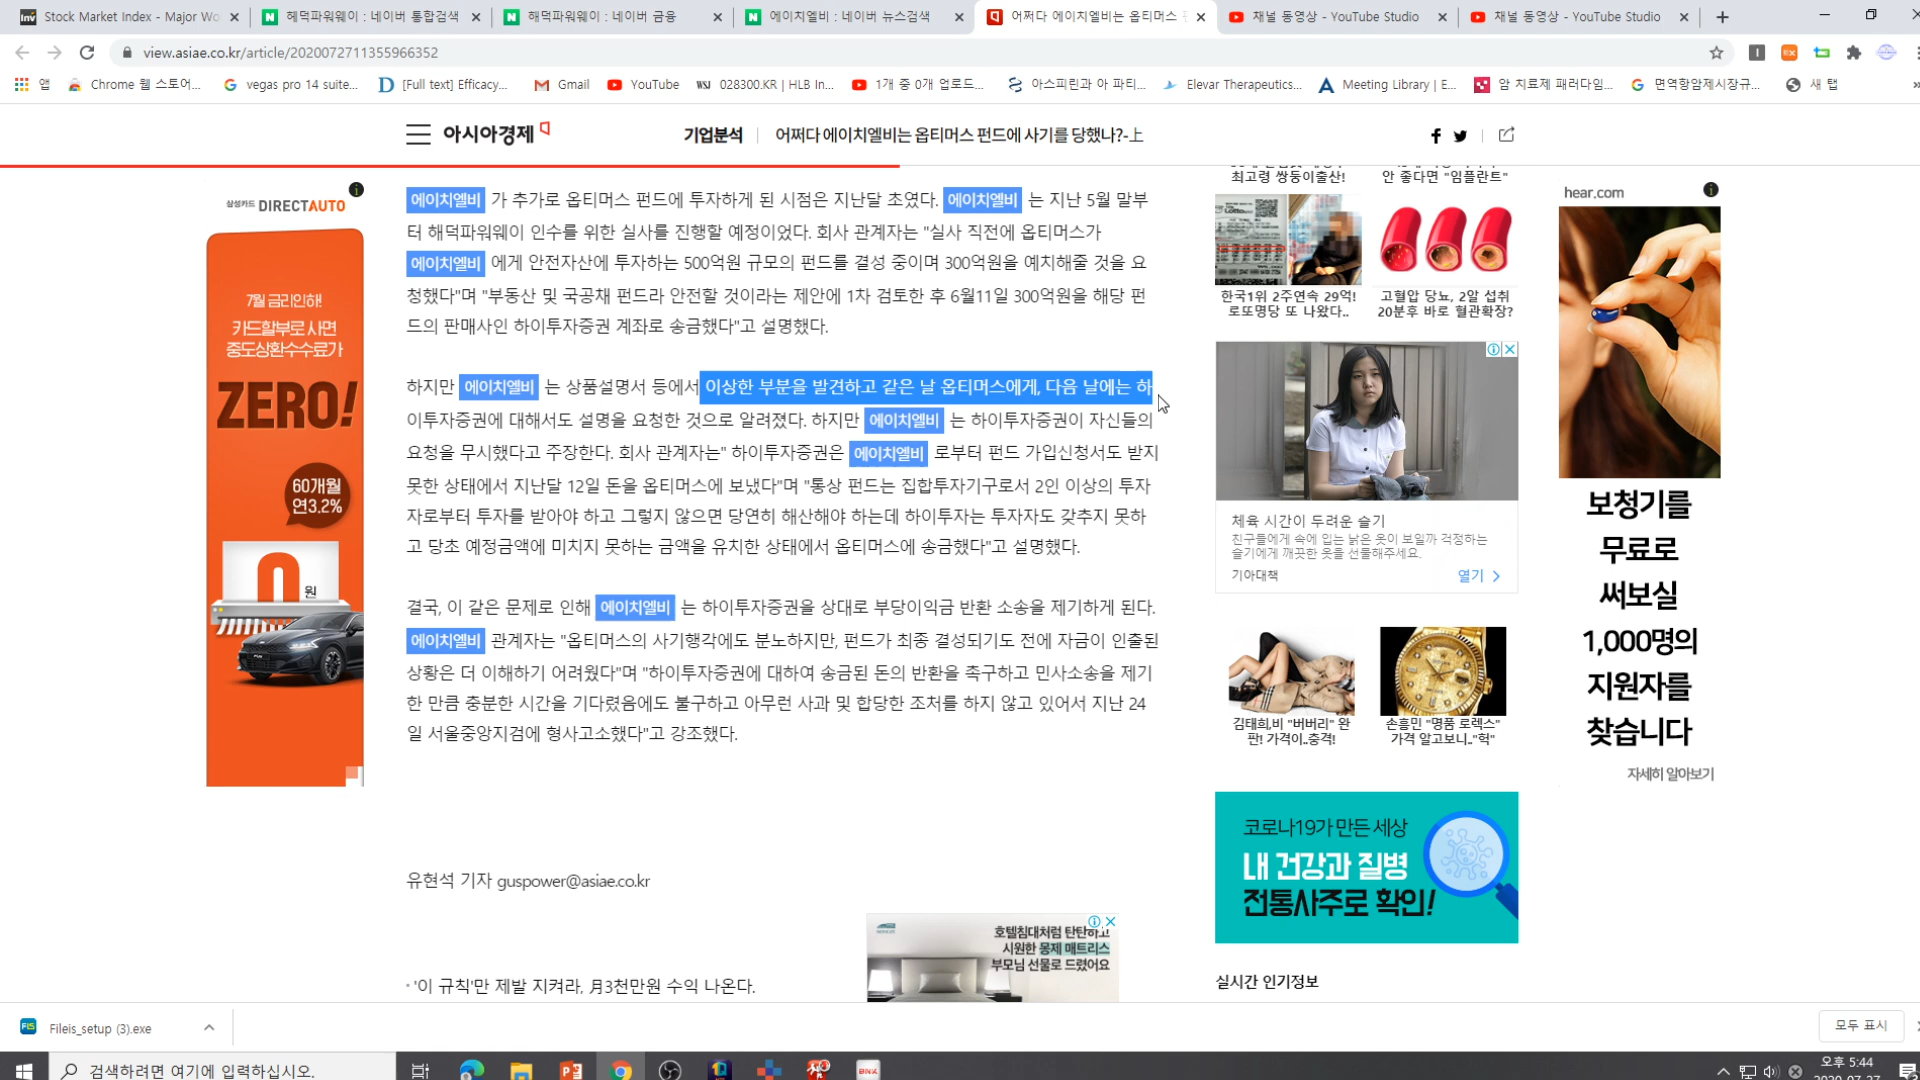 Stock Market Index - Major Wo
헤덕파워웨이 : 네이버 통합검색
해덕파워웨이 : 네이버 금융
에이치엘비 : 네이버 뉴스검색
어쩌다 에이치엘비는 옵티머스
채널 동영상 - YouTube Studio
채널 동영상 - YouTube Studio
view.asiae.co.kr/article/2020072711355966352
앱
Chrome 웹 스토어...
vegas pro 14 suite...
[Full text] Efficacy...
Gmail
YouTube
WSJ 028300.KR | HLB In...
1개 중 0개 업로드...
아스피린과 아 파티...
Elevar Therapeutics...
Meeting Library | E...
암 치료제 패러다임...
면역항암제시장규...
새 탭
아시아경제
기업분석
어쩌다 에이치엘비는 옵티머스 펀드에 사기를 당했나?-上
삼성카드 DIRECTAUTO
7월 금리인하!
카드할부로 사면
중도상환수수료가
ZERO!
60개월
연3.2%
0원
에이치엘비 가 추가로 옵티머스 펀드에 투자하게 된 시점은 지난달 초였다. 에이치엘비 는 지난 5월 말부
터 해덕파워웨이 인수를 위한 실사를 진행할 예정이었다. 회사 관계자는 "실사 직전에 옵티머스가
에이치엘비 에게 안전자산에 투자하는 500억원 규모의 펀드를 결성 중이며 300억원을 예치해줄 것을 요
청했다"며 "부동산 및 국공채 펀드라 안전할 것이라는 제안에 1차 검토한 후 6월11일 300억원을 해당 펀
드의 판매사인 하이투자증권 계좌로 송금했다"고 설명했다.
하지만 에이치엘비 는 상품설명서 등에서 이상한 부분을 발견하고 같은 날 옵티머스에게, 다음 날에는 하
이투자증권에 대해서도 설명을 요청한 것으로 알려졌다. 하지만 에이치엘비 는 하이투자증권이 자신들의
요청을 무시했다고 주장한다. 회사 관계자는" 하이투자증권은 에이치엘비 로부터 펀드 가입신청서도 받지
못한 상태에서 지난달 12일 돈을 옵티머스에 보냈다"며 "통상 펀드는 집합투자기구로서 2인 이상의 투자
자로부터 투자를 받아야 하고 그렇지 않으면 당연히 해산해야 하는데 하이투자는 투자자도 갖추지 못하
고 당초 예정금액에 미치지 못하는 금액을 유치한 상태에서 옵티머스에 송금했다"고 설명했다.
결국, 이 같은 문제로 인해 에이치엘비 는 하이투자증권을 상대로 부당이익금 반환 소송을 제기하게 된다.
에이치엘비 관계자는 "옵티머스의 사기행각에도 분노하지만, 펀드가 최종 결성되기도 전에 자금이 인출된
상황은 더 이해하기 어려웠다"며 "하이투자증권에 대하여 송금된 돈의 반환을 촉구하고 민사소송을 제기
한 만큼 충분한 시간을 기다렸음에도 불구하고 아무런 사과 및 합당한 조처를 하지 않고 있어서 지난 24
일 서울중앙지검에 형사고소했다"고 강조했다.
유현석 기자 guspower@asiae.co.kr
'이 규칙'만 제발 지켜라, 月3천만원 수익 나온다.
호텔침대처럼 탄탄하고
시원한 몽제 매트리스
부모님 선물로 드렸어요
최고령 쌍둥이출산!
안 좋다면 "임플란트"
한국1위 2주연속 29억!
로또명당 또 나왔다..
고혈압 당뇨, 2알 섭취
20분후 바로 혈관확장?
체육 시간이 두려운 슬기
친구들에게 속에 입는 낡은 옷이 보일까 걱정하는
슬기에게 깨끗한 옷을 선물해주세요.
기아대책
열기
김태희,비 "버버리" 완
판! 가격이..충격!
손흥민 "명품 로렉스"
가격 알고보니.."헉"
코로나19가 만든 세상
내 건강과 질병
전통사주로 확인!
실시간 인기정보
hear.com
보청기를
무료로
써보실
1,000명의
지원자를
찾습니다
자세히 알아보기
Fileis_setup (3).exe
모두 표시
검색하려면 여기에 입력하십시오.
오후 5:44
2020-07-27